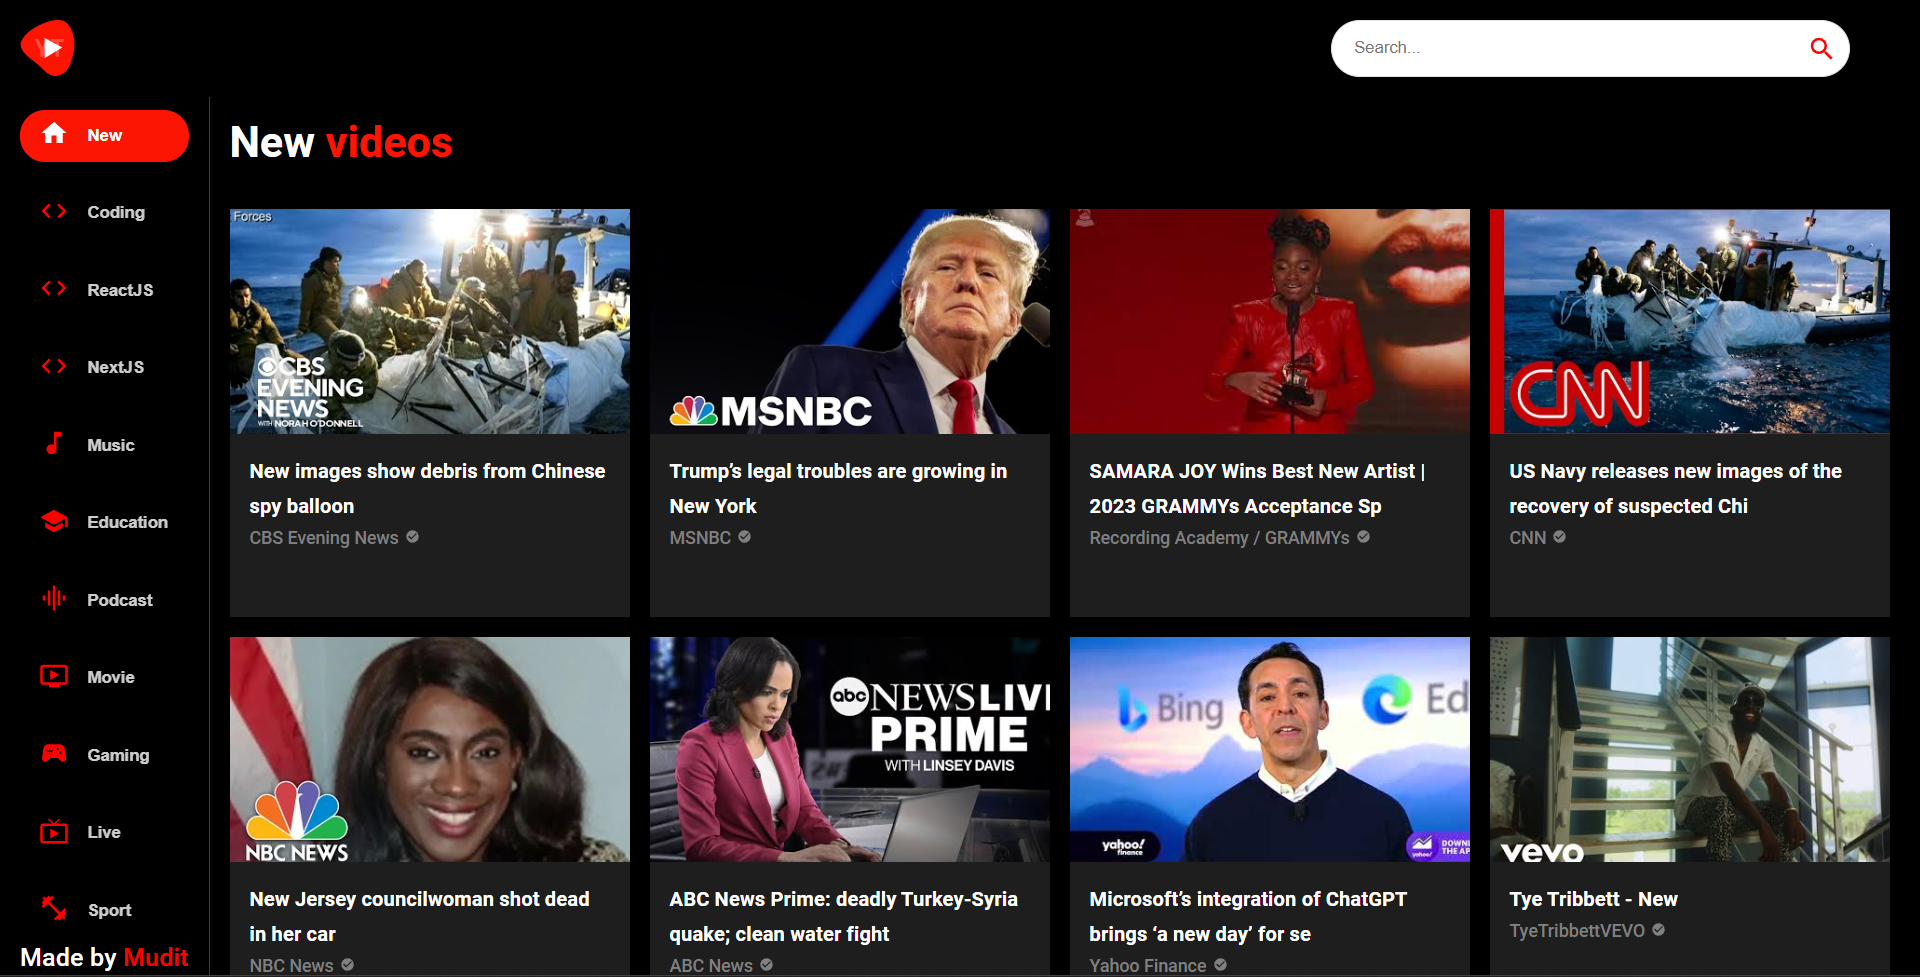 YT
Search...
New
Coding
ReactJS
NextJS
Music
Education
Podcast
Movie
Gaming
Live
Sport
Made by Mudit
New videos
Forces
CBS
EVENING
NEWS
WITH NORAH O'DONNELL
New images show debris from Chinese
spy balloon
CBS Evening News
MSNBC
Trump’s legal troubles are growing in
New York
MSNBC
SAMARA JOY Wins Best New Artist |
2023 GRAMMYs Acceptance Sp
Recording Academy / GRAMMYs
CNN
US Navy releases new images of the
recovery of suspected Chi
CNN
NBC NEWS
New Jersey councilwoman shot dead
in her car
NBC News
abc NEWS LIV
PRIME
WITH LINSEY DAVIS
ABC News Prime: deadly Turkey-Syria
quake; clean water fight
ABC News
Bing
Ed
yahoo!
finance
yahoo!
DOWN
THE AP
Microsoft’s integration of ChatGPT
brings ‘a new day’ for se
Yahoo Finance
vevo
Tye Tribbett - New
TyeTribbettVEVO